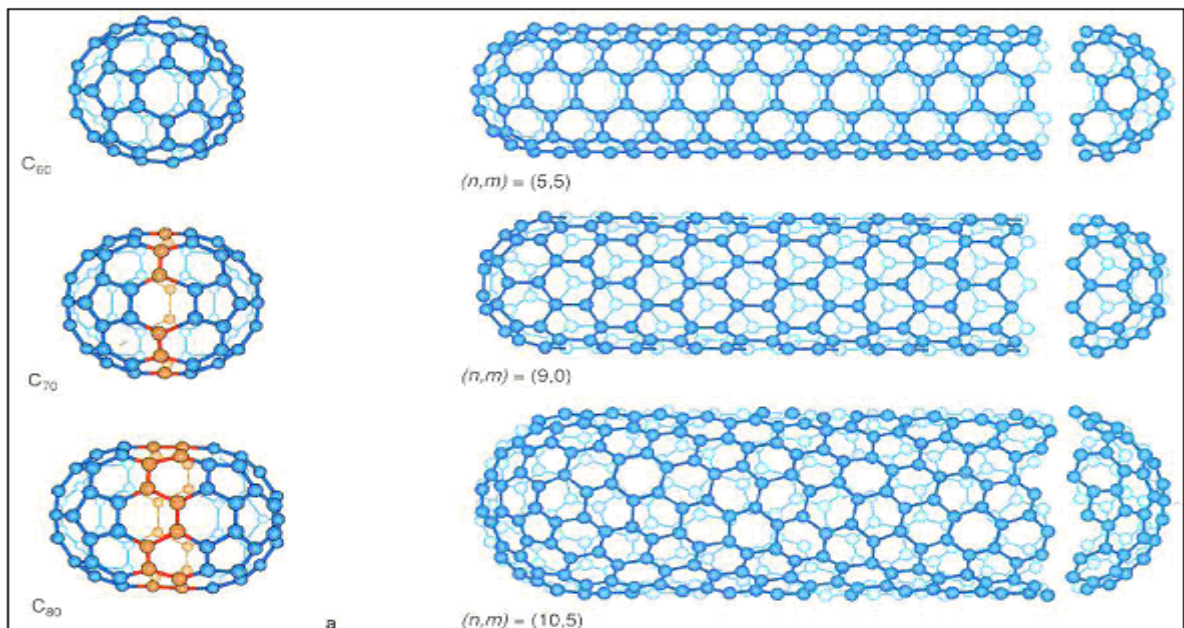 C60
(n,m) = (5,5)
C70
(n,m) = (9,0)
C80
a
(n,m) = (10,5)